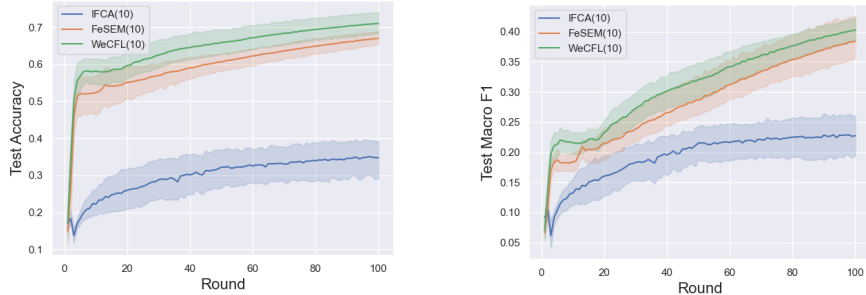 IFCA(10)
FeSEM(10)
WeCFL(10)
0.7
0.6
0.5
0.4
0.3
0.2
0.1
Test Accuracy
0
20
40
60
80
100
Round
IFCA(10)
FeSEM(10)
WeCFL(10)
0.40
0.35
0.30
0.25
0.20
0.15
0.10
0.05
Test Macro F1
0
20
40
60
80
100
Round